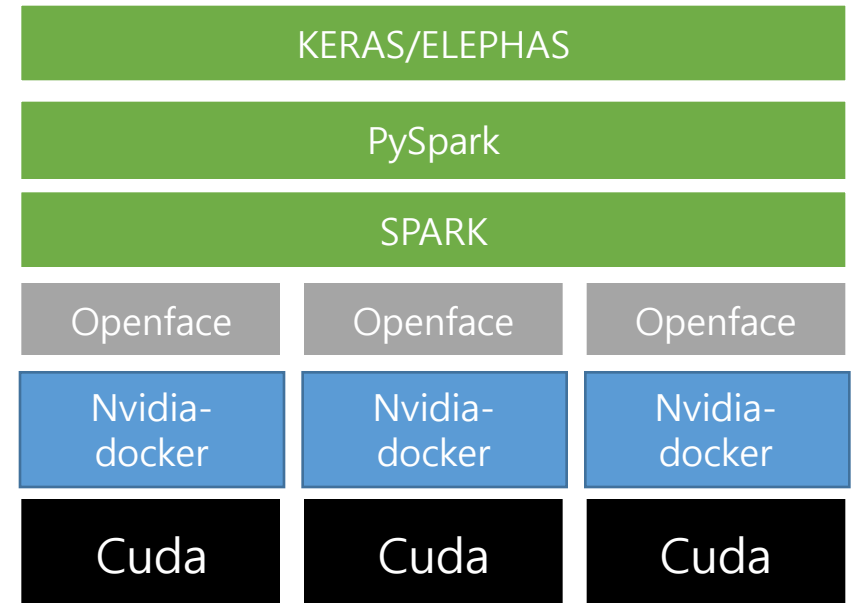 KERAS/ELEPHAS
PySpark
SPARK
Openface Openface Openface
Nvidia- Nvidia- Nvidia-
docker docker docker
Cuda Cuda Cuda